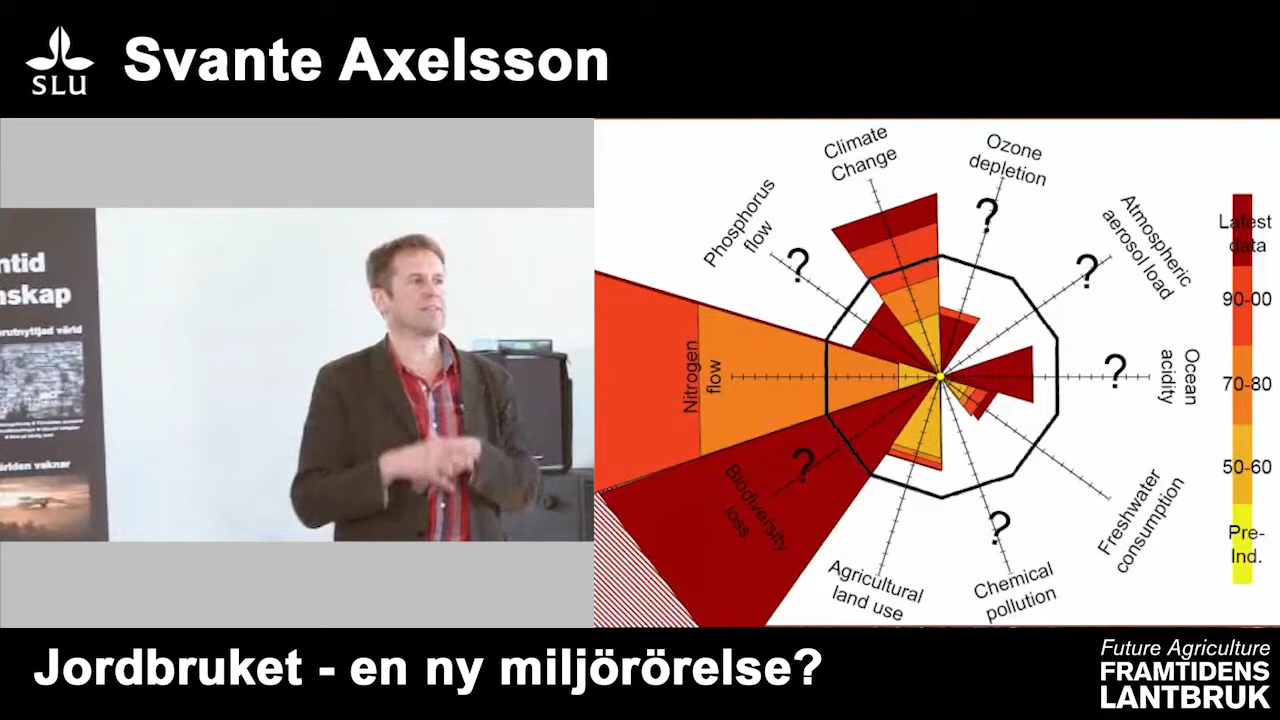 SLU
Svante Axelsson
ntid
nskap
erutnyttjad värld
ärlden vaknar
Climate
Change
Ozone
depletion
Atmospheric
aerosol load
Ocean
acidity
Freshwater
consumption
Chemical
pollution
Agricultural
land use
Biodiversity
loss
Nitrogen
flow
Phosphorus
flow
?
?
?
?
?
?
Latest
data
90-00
70-80
50-60
Pre-
Ind.
Jordbruket - en ny miljörörelse?
Future Agriculture
FRAMTIDENS
LANTBRUK